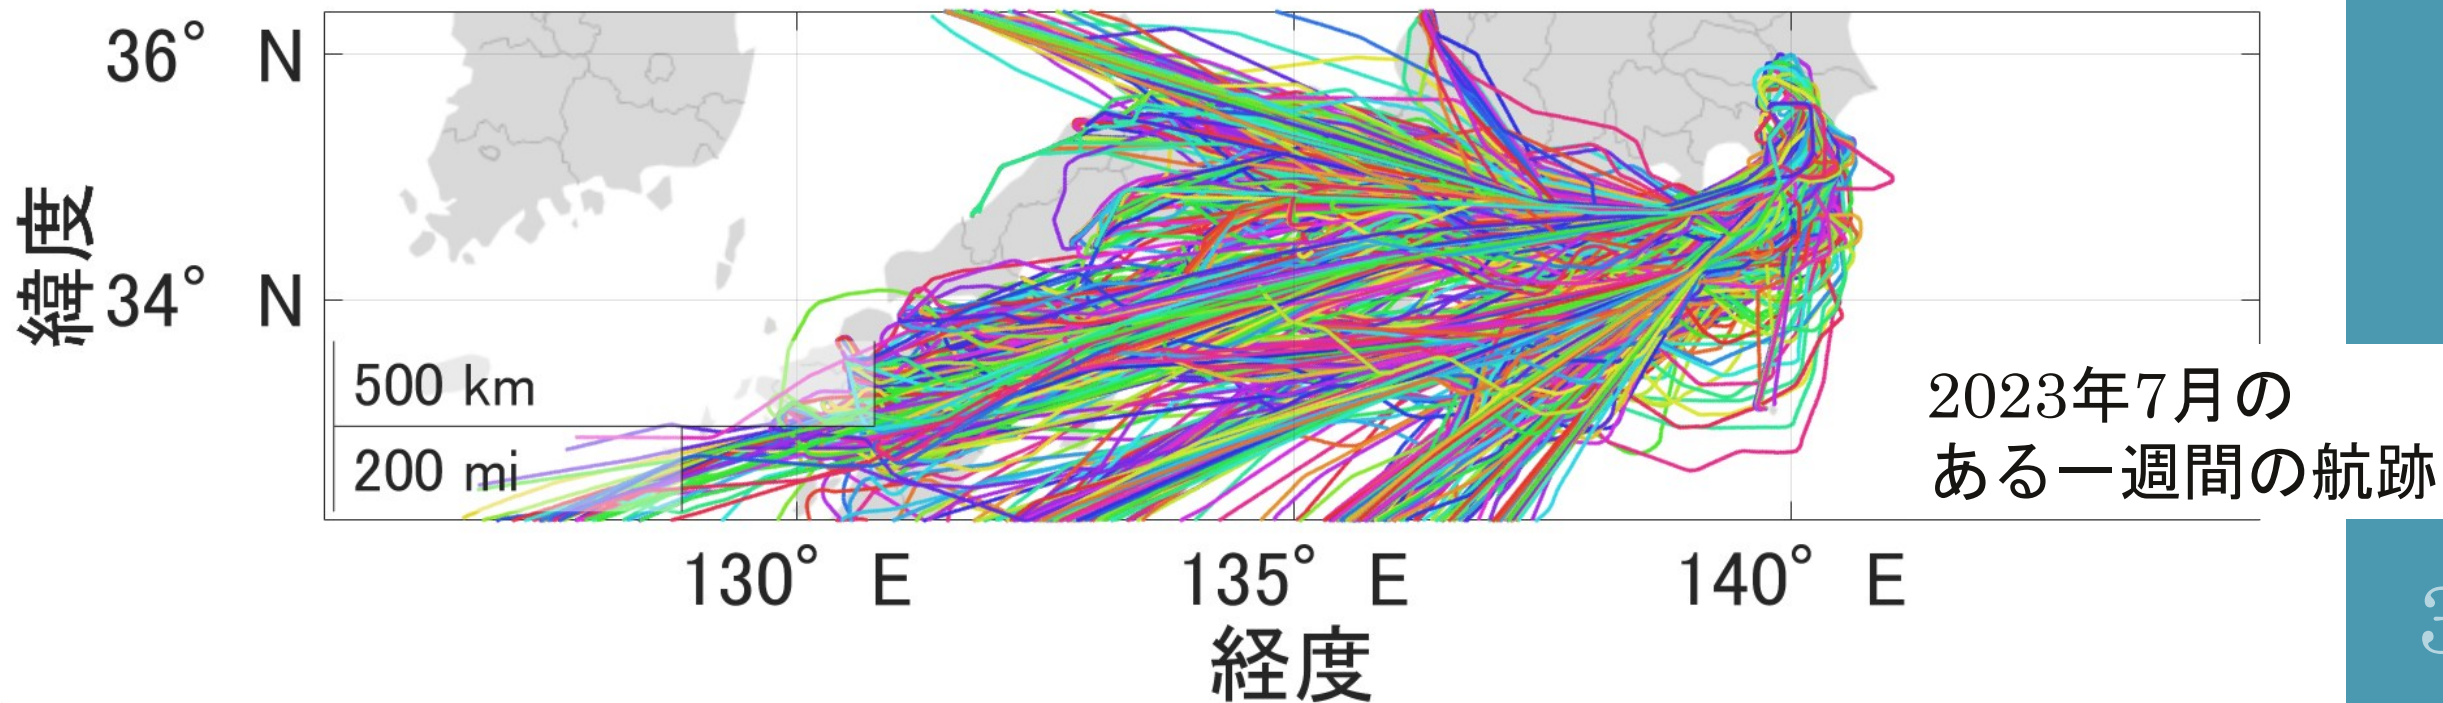 36° N
緯度
34° N
500 km
200 mi
2023年7月の
ある一週間の航跡
130° E
135° E
140° E
経度